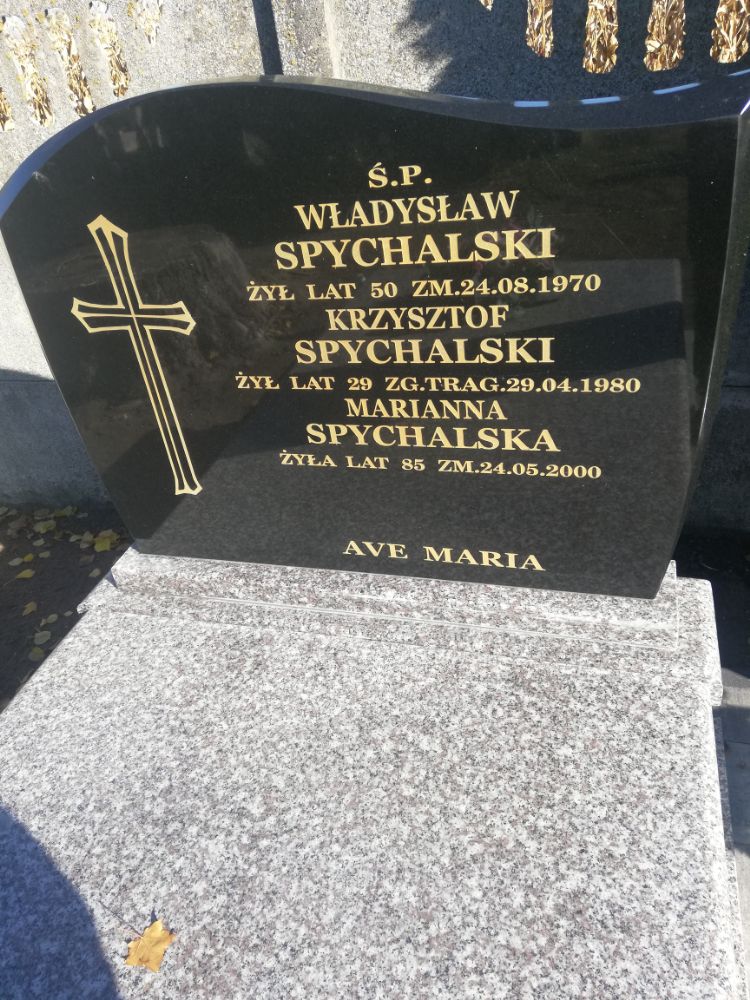 Ś.P.
WŁADYSŁAW
SPYCHALSKI
ŻYŁ LAT 50 ZM.24.08.1970
KRZYSZTOF
SPYCHALSKI
ŻYŁ LAT 29 ZG.TRAG.29.04.1980
MARIANNA
SPYCHALSKA
ŻYŁA LAT 85 ZM.24.05.2000
AVE MARIA